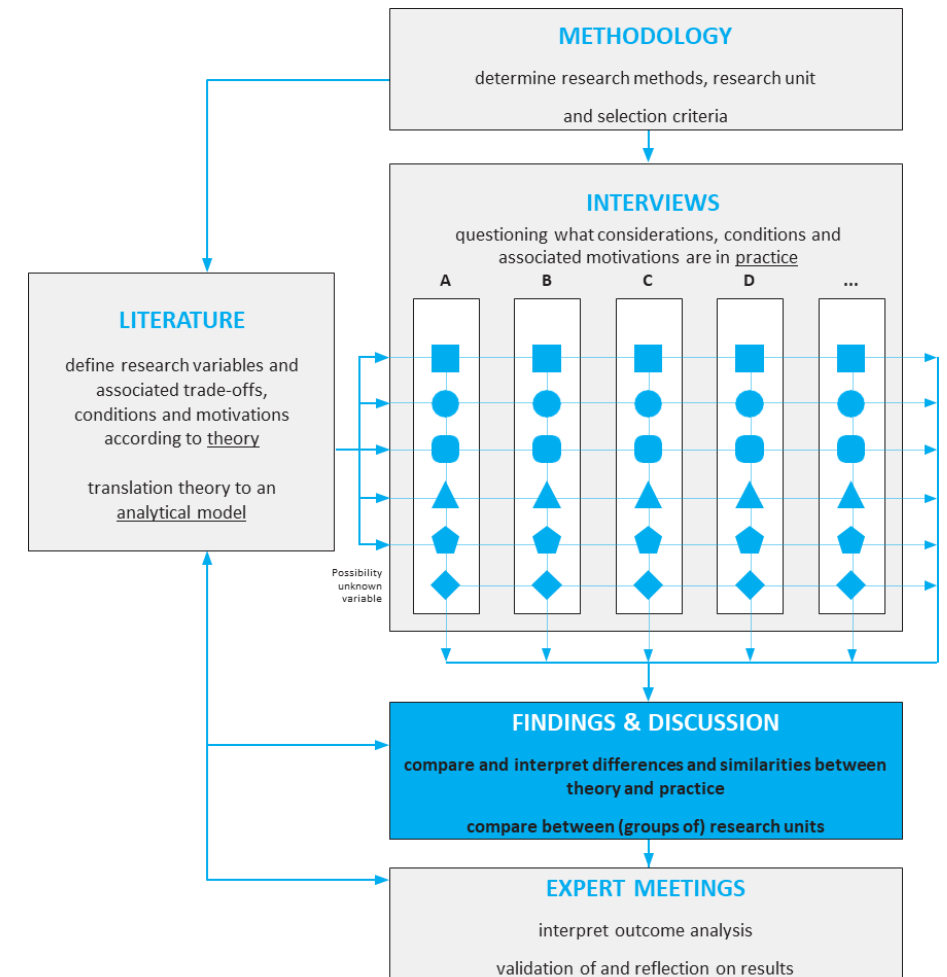 METHODOLOGY
determine research methods, research unit
and selection criteria
INTERVIEWS
questioning what considerations, conditions and
associated motivations are in practice
A B C D ...
LITERATURE
define research variables and
associated trade-offs,
conditions and motivations
according to theory
translation theory to an
analytical model
Possibility
unknown
variable
FINDINGS & DISCUSSION
compare and interpret differences and similarities between
theory and practice
compare between (groups of) research units
EXPERT MEETINGS
interpret outcome analysis
validation of and reflection on results